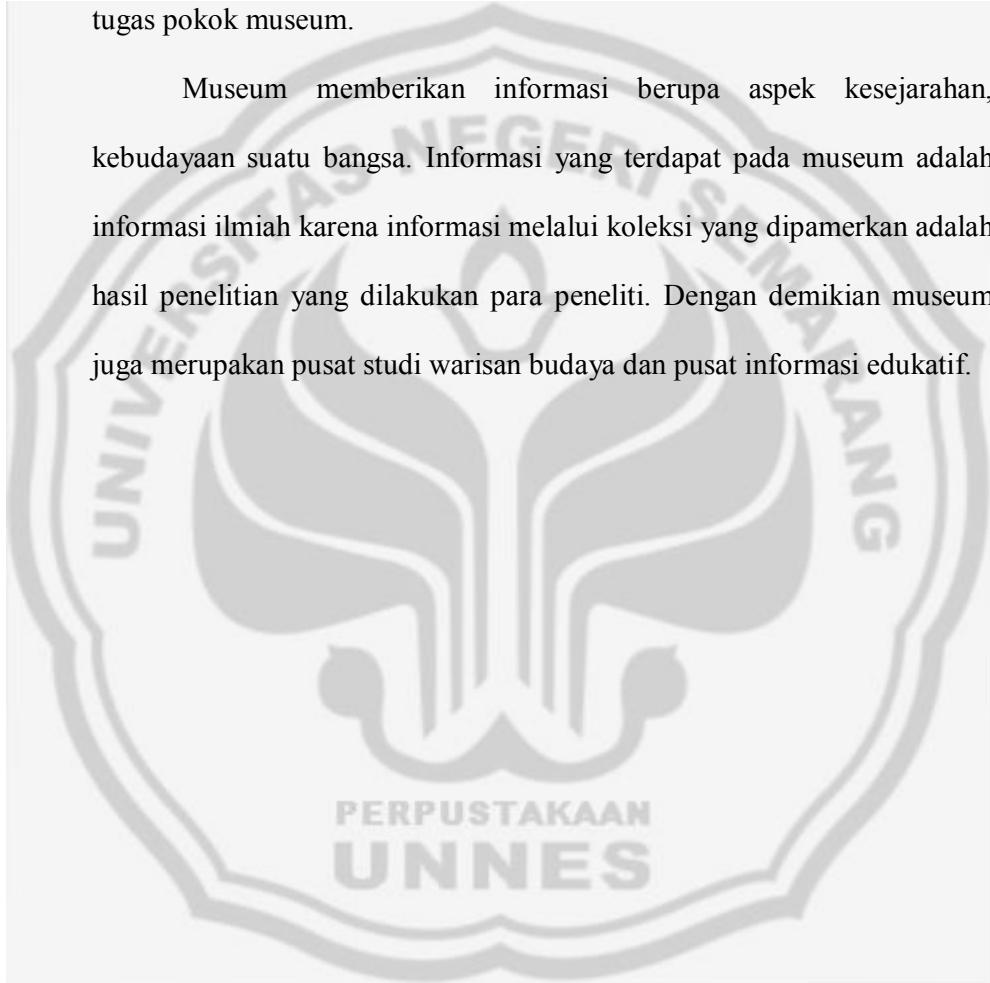 tugas pokok museum.
Museum memberikan informasi berupa aspek kesejarahan,
kebudayaan suatu bangsa. Informasi yang terdapat pada museum adalah
informasi ilmiah karena informasi melalui koleksi yang dipamerkan adalah
hasil penelitian yang dilakukan para peneliti. Dengan demikian museum
juga merupakan pusat studi warisan budaya dan pusat informasi edukatif.
UNIVERSITAS NEGERI SEMARANG
PERPUSTAKAAN
UNNES